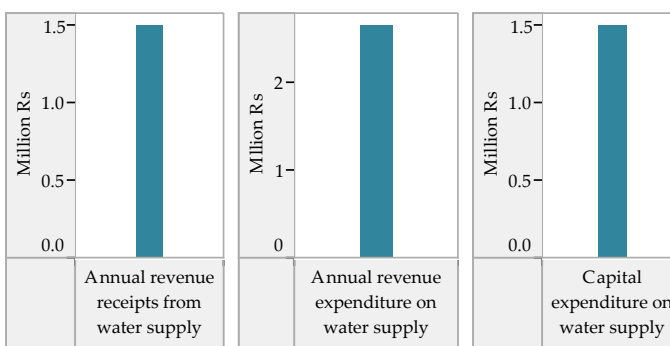 1.5
1.0
0.5
0.0
Million Rs
Annual revenue
receipts from
water supply
2
1
0
Million Rs
Annual revenue
expenditure on
water supply
1.5
1.0
0.5
0.0
Million Rs
Capital
expenditure on
water supply